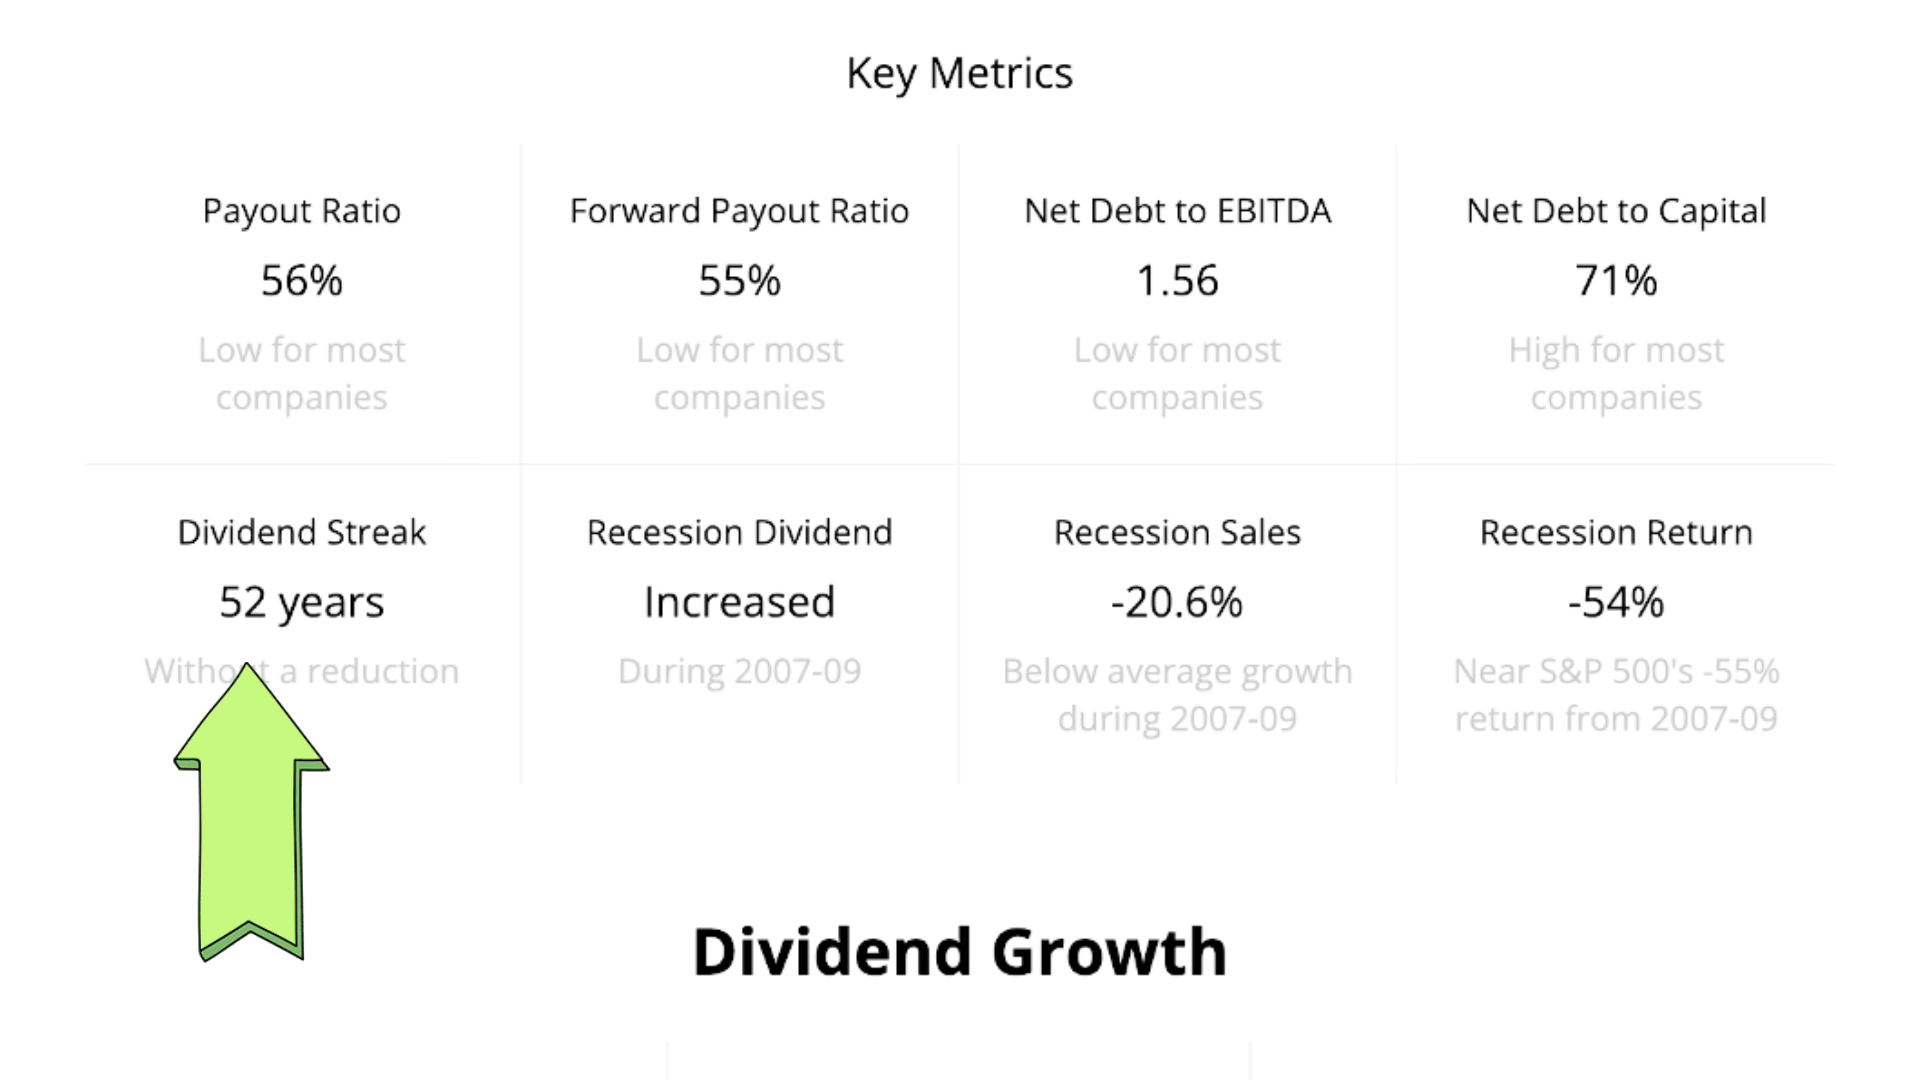 Key Metrics
Payout Ratio
56%
Low for most
companies
Forward Payout Ratio
55%
Low for most
companies
Net Debt to EBITDA
1.56
Low for most
companies
Net Debt to Capital
71%
High for most
companies
Dividend Streak
52 years
Without a reduction
Recession Dividend
Increased
During 2007-09
Recession Sales
-20.6%
Below average growth
during 2007-09
Recession Return
-54%
Near S&P 500's -55%
return from 2007-09
Dividend Growth